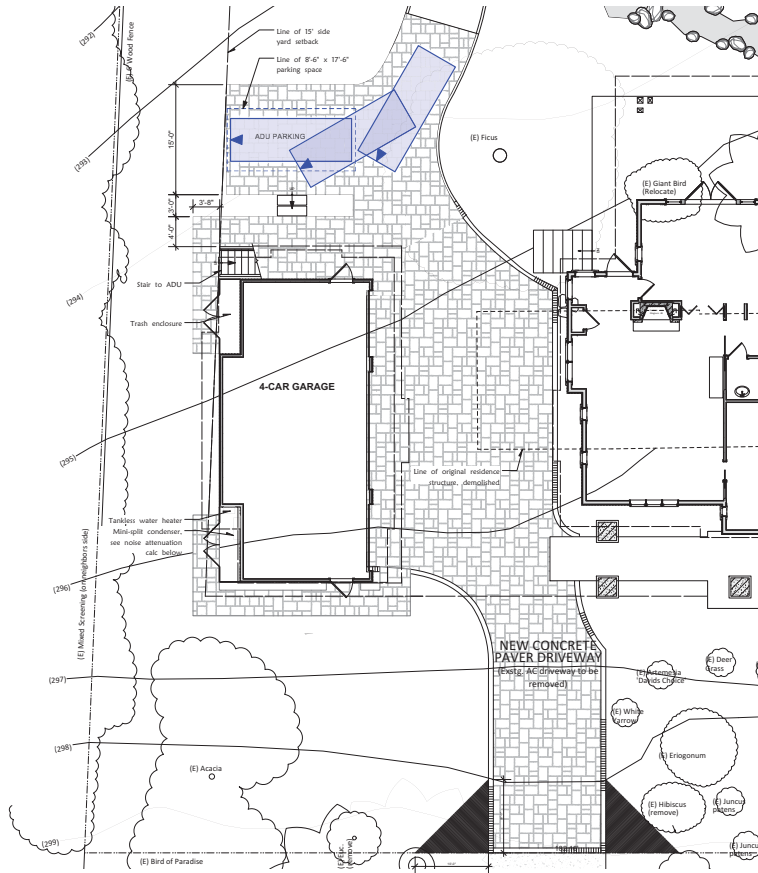 (292)
(E) 6' Wood Fence
Line of 15' side
yard setback
Line of 8'-6" x 17'-6"
parking space
ADU PARKING
15'-0"
(E) Ficus
(293)
(E) Giant Bird
(Relocate)
3'-8"
3'-0"
4'-0"
(294)
Stair to ADU
Trash enclosure
4-CAR GARAGE
(295)
Line of original residence
structure, demolished
Tankless water heater
Mini-split condenser,
see noise attenuation
calc below
(296)
(E) Mixed Screening (on neighbors side)
NEW CONCRETE
PAVER DRIVEWAY
(Exstg. AC driveway to be
removed)
(297)
(E) Artemesia
'Davids Choice'
(E) Deer
Grass
(E) White
Yarrow
(298)
(E) Eriogonum
(E) Acacia
(E) Hibiscus
(remove)
(E) Juncus
patens
(299)
(E) Bird of Paradise
(E) Euc.
(remove)
(E) Juncus
patens